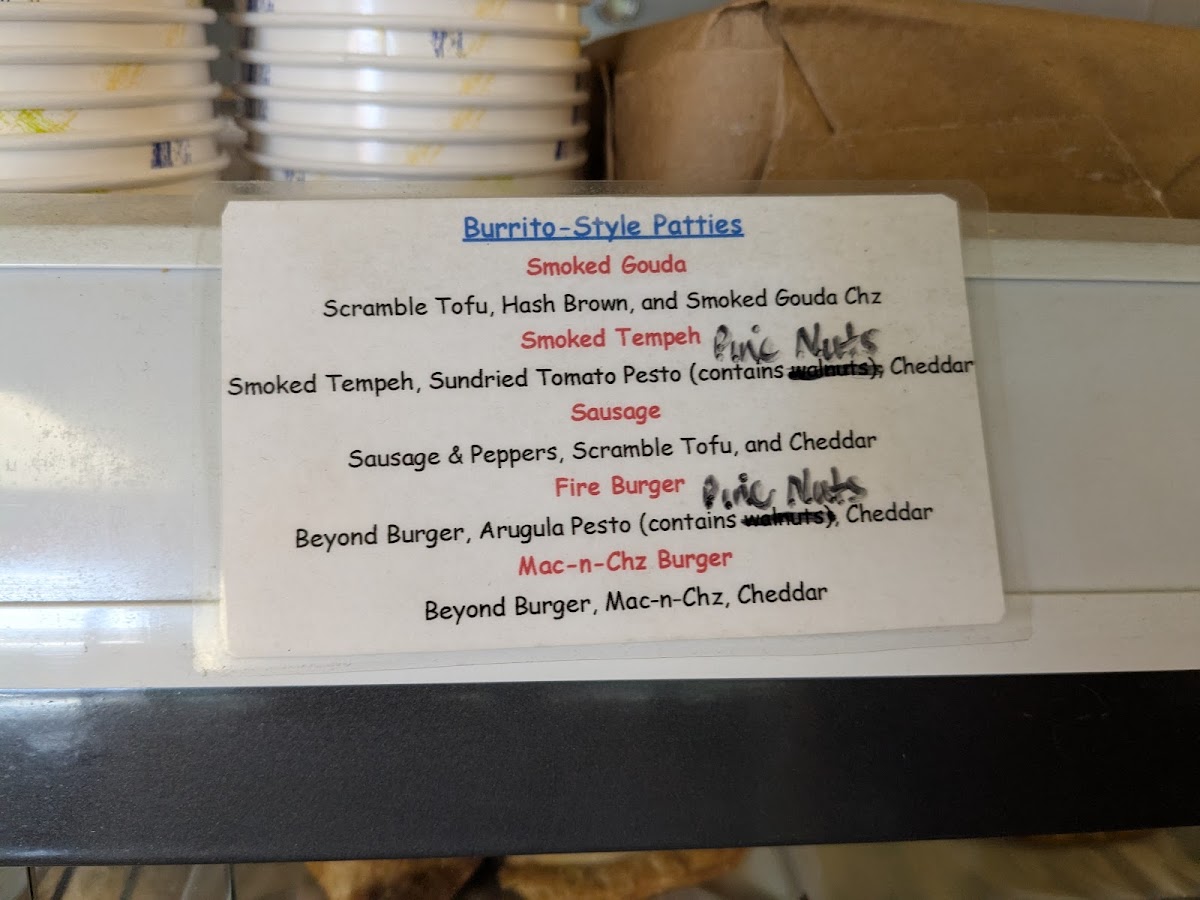 Burrito-Style Patties
Smoked Gouda
Scramble Tofu, Hash Brown, and Smoked Gouda Chz
Smoked Tempeh Pine Nuts
Smoked Tempeh, Sundried Tomato Pesto (contains walnuts), Cheddar
Sausage
Sausage & Peppers, Scramble Tofu, and Cheddar
Fire Burger Pine Nuts
Beyond Burger, Arugula Pesto (contains walnuts), Cheddar
Mac-n-Chz Burger
Beyond Burger, Mac-n-Chz, Cheddar